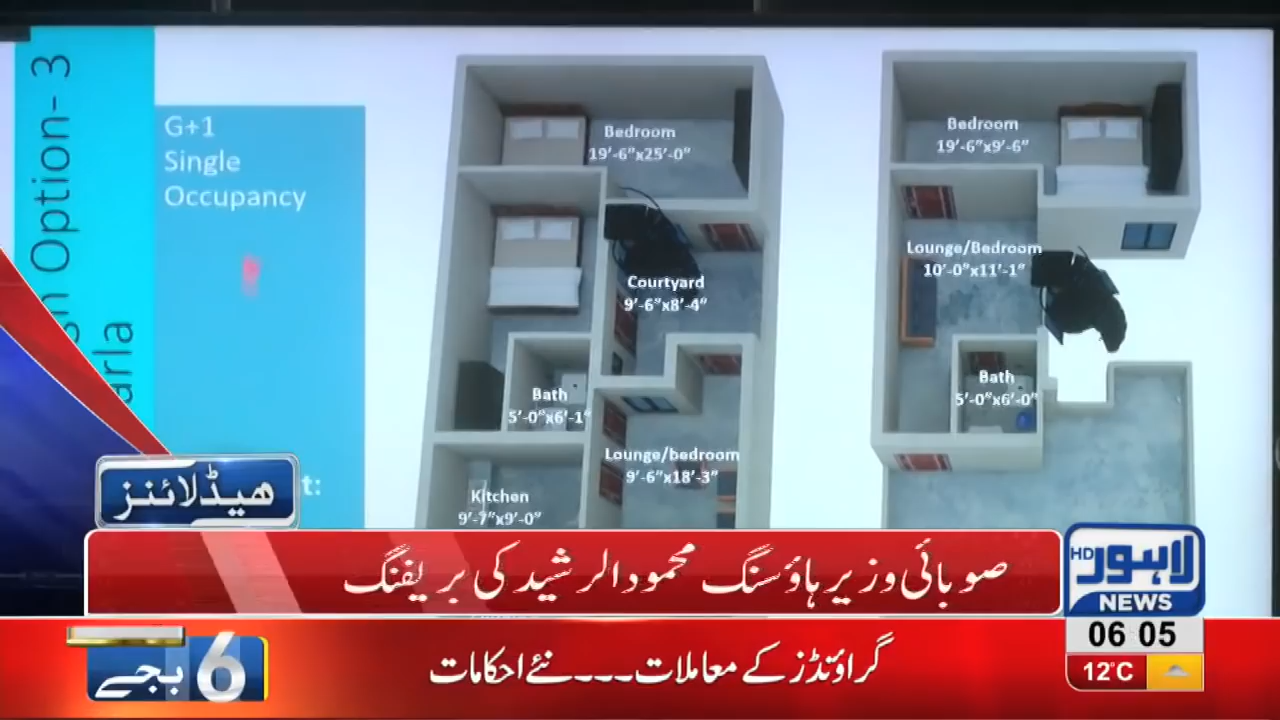 Option- 3
arla
G+1
Single
Occupancy
t:
Bedroom
19'-6"x25'-0"
Courtyard
9'-6"x8'-4"
Bath
5'-0"x6'-1"
Lounge/bedroom
9'-6"x18'-3"
Kitchen
9'-7"x9'-0"
Bedroom
19'-6"x9'-6"
Lounge/Bedroom
10'-0"x11'-1"
Bath
5'-0"x6'-0"
ہیڈلائنز
صوبائی وزیر ہاؤسنگ محمودالرشید کی بریفنگ
HD لاہور
NEWS
06 05
12°C
6 بجے
گراؤنڈز کے معاملات۔۔۔نئے احکامات